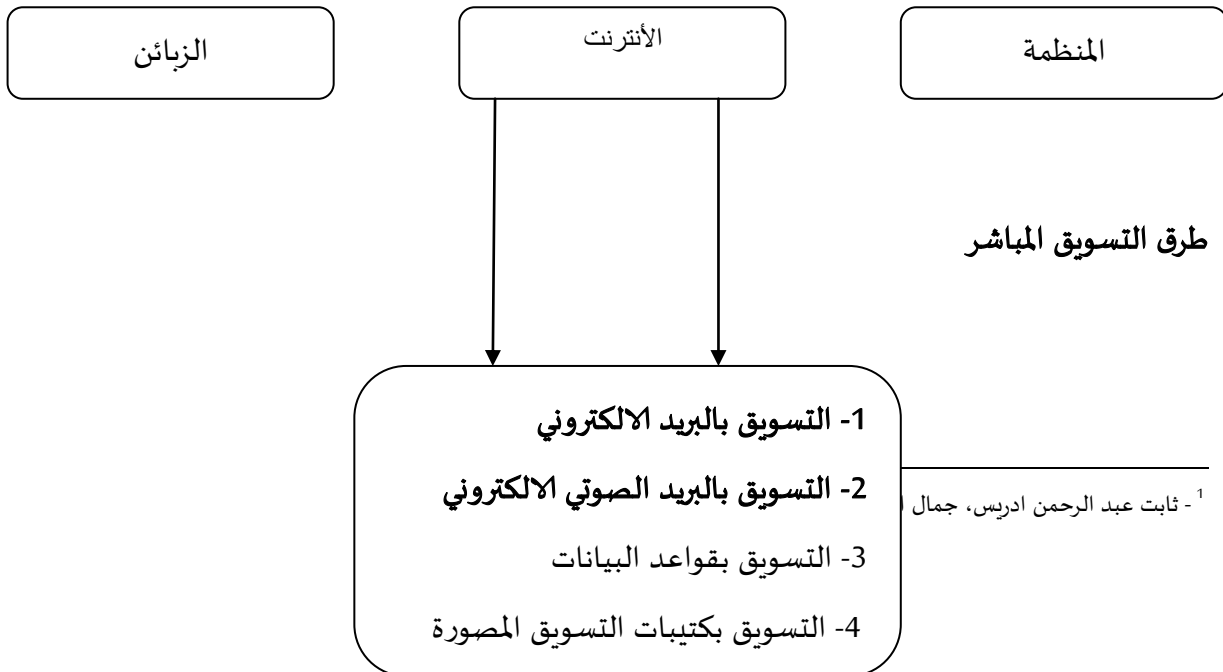 المنظمة
الأنترنت
الزبائن
طرق التسويق المباشر
1- التسويق بالبريد الالكتروني
2- التسويق بالبريد الصوتي الالكتروني
3- التسويق بقواعد البيانات
4- التسويق بكتيبات التسويق المصورة
1 - ثابت عبد الرحمن ادريس، جمال